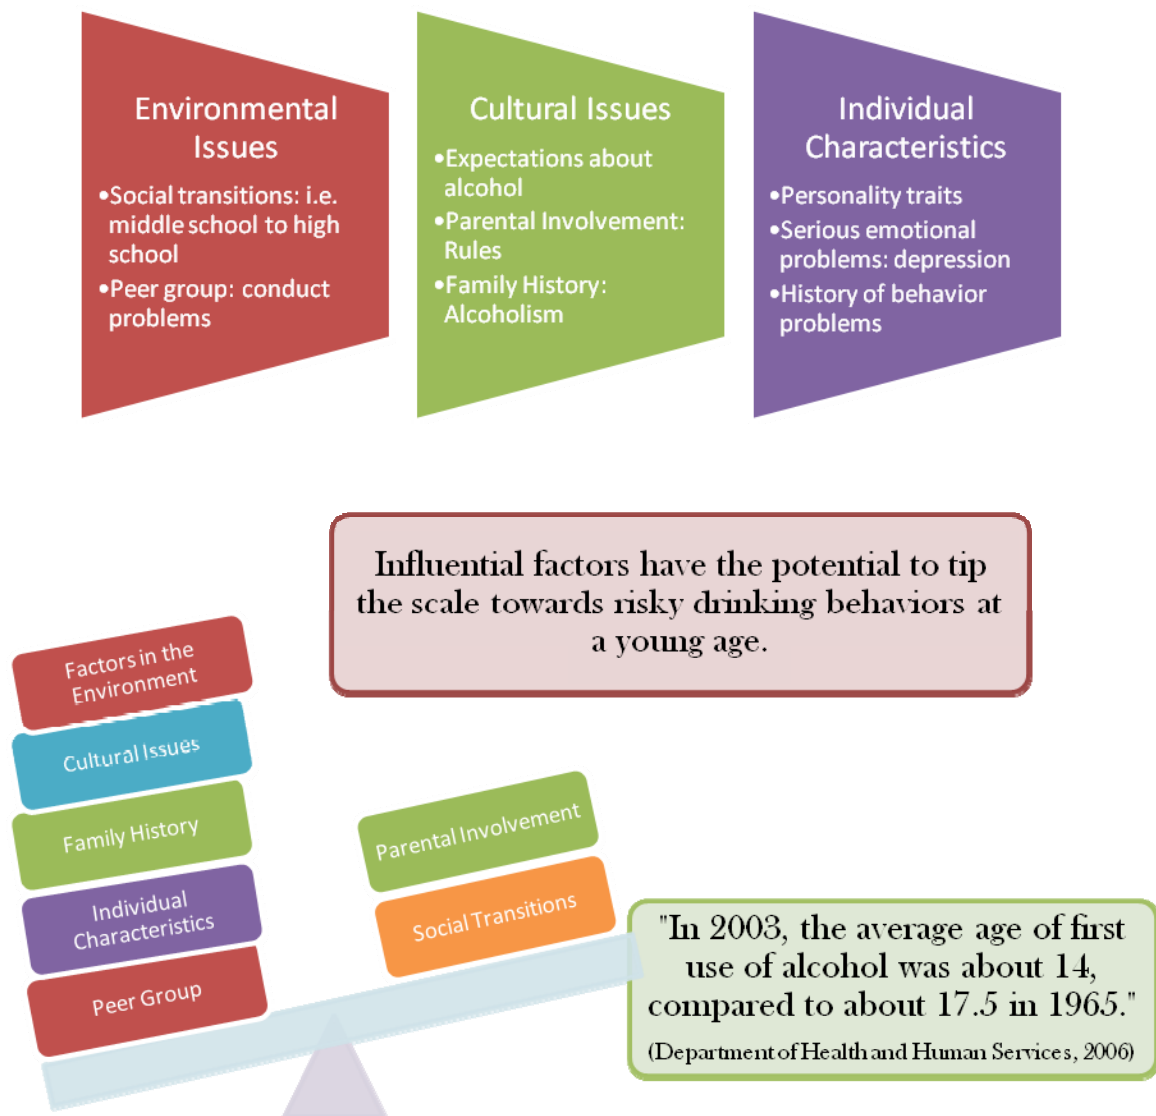 Environmental
Issues
•Social transitions: i.e.
middle school to high
school
•Peer group: conduct
problems
Cultural Issues
•Expectations about
alcohol
•Parental Involvement:
Rules
•Family History:
Alcoholism
Individual
Characteristics
•Personality traits
•Serious emotional
problems: depression
•History of behavior
problems
Influential factors have the potential to tip
the scale towards risky drinking behaviors at
a young age.
Factors in the
Environment
Cultural Issues
Family History
Individual
Characteristics
Peer Group
Parental Involvement
Social Transitions
"In 2003, the average age of first
use of alcohol was about 14,
compared to about 17.5 in 1965."
(Department of Health and Human Services, 2006)